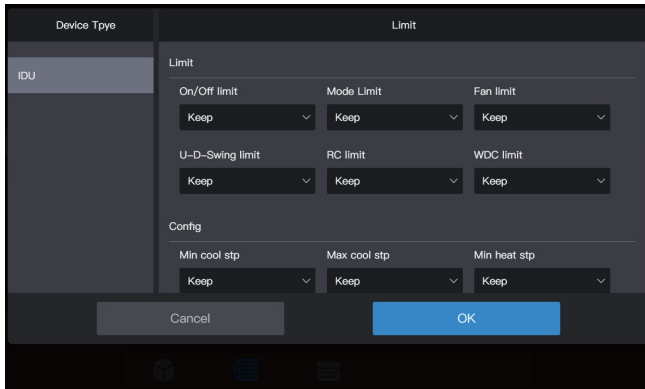 Device Tpye
Limit
IDU
Limit
On/Off limit
Mode Limit
Fan limit
Keep
Keep
Keep
U-D-Swing limit
RC limit
WDC limit
Keep
Keep
Keep
Config
Min cool stp
Max cool stp
Min heat stp
Keep
Keep
Keep
Cancel
OK